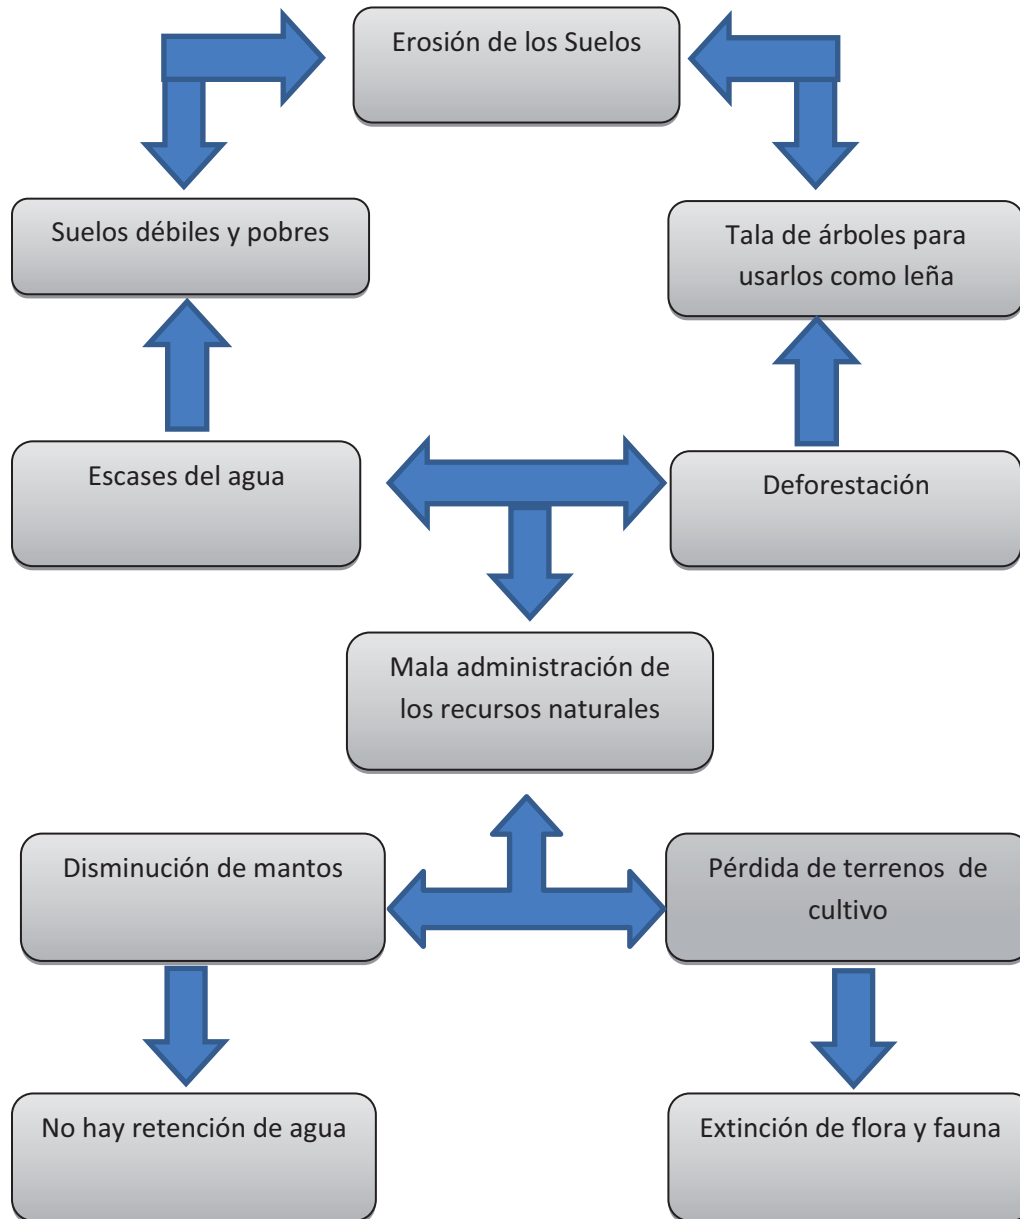 Erosión de los Suelos
Suelos débiles y pobres
Tala de árboles para
usarlos como leña
Escases del agua
Deforestación
Mala administración de
los recursos naturales
Disminución de mantos
Pérdida de terrenos  de
cultivo
No hay retención de agua
Extinción de flora y fauna